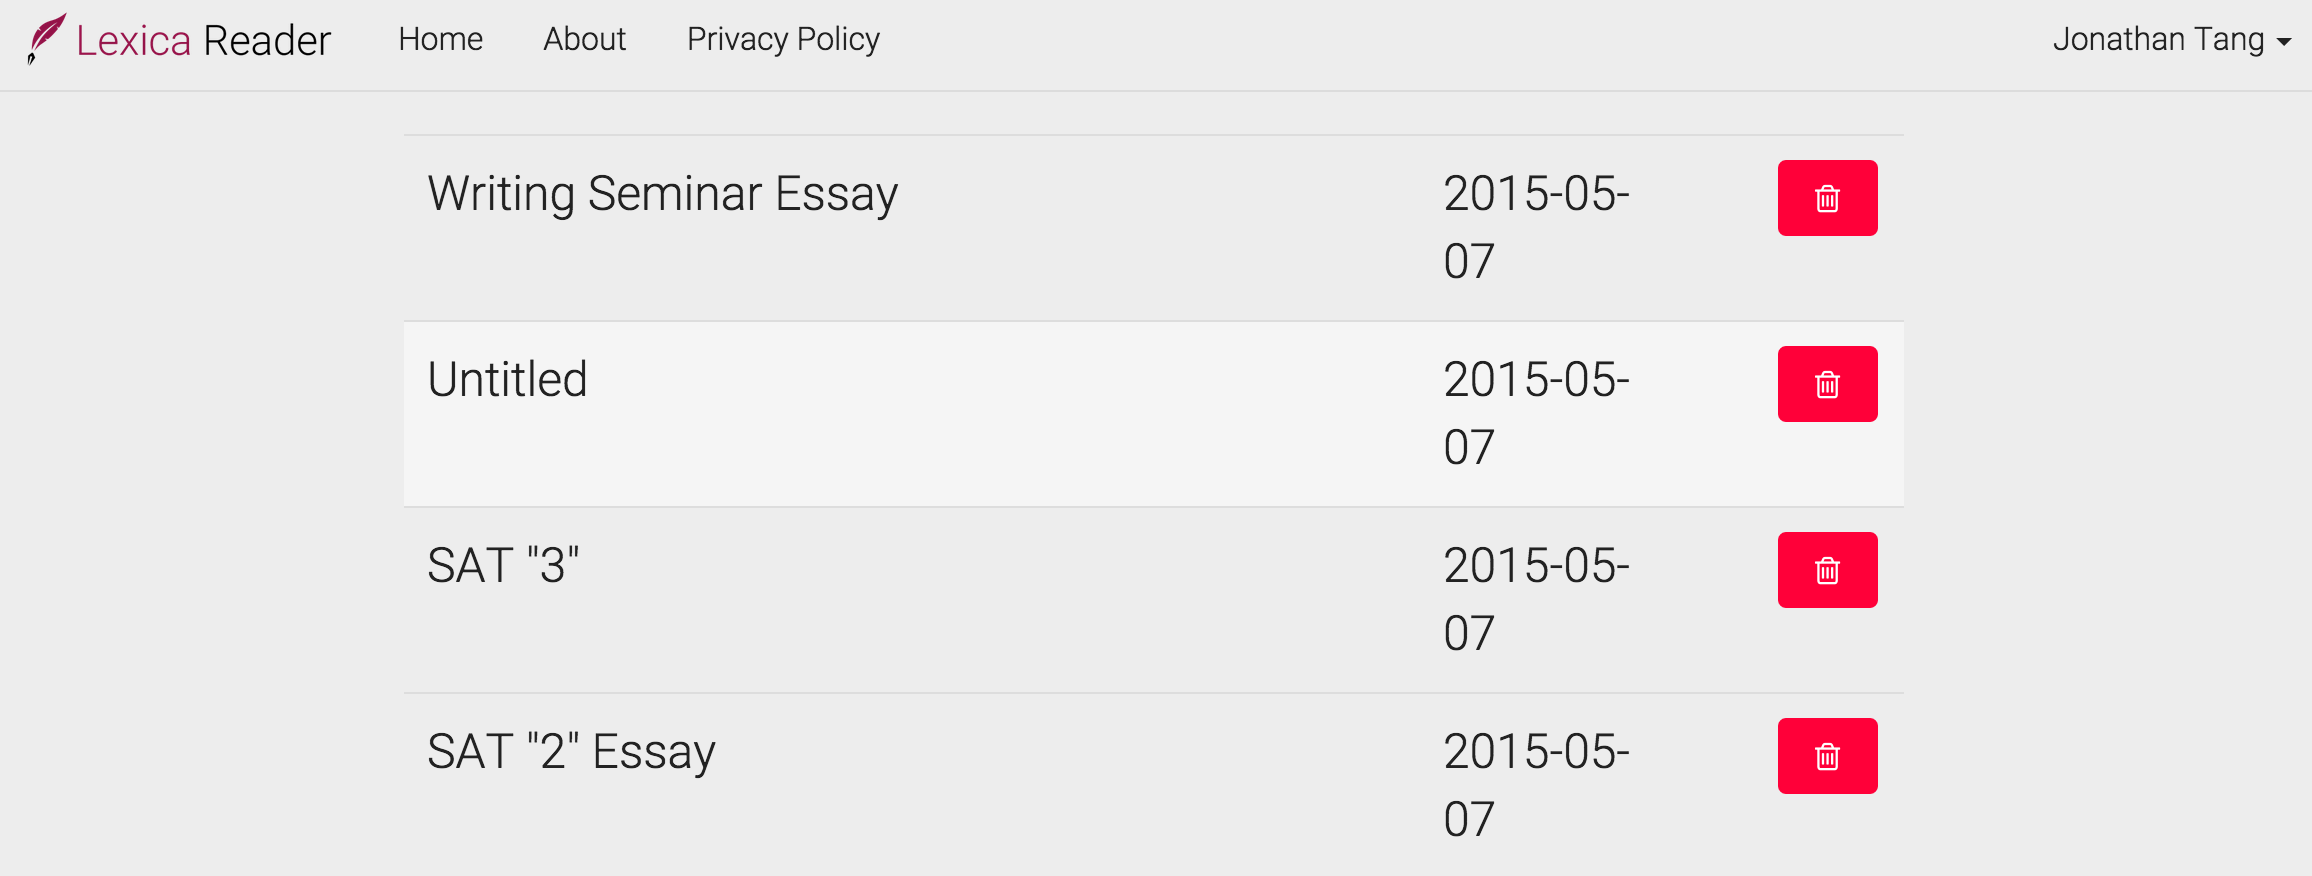 Lexica Reader Home About Privacy Policy Jonathan Tang
Writing Seminar Essay 2015-05-
07
Untitled 2015-05-
07
SAT "3" 2015-05-
07
SAT "2" Essay 2015-05-
07